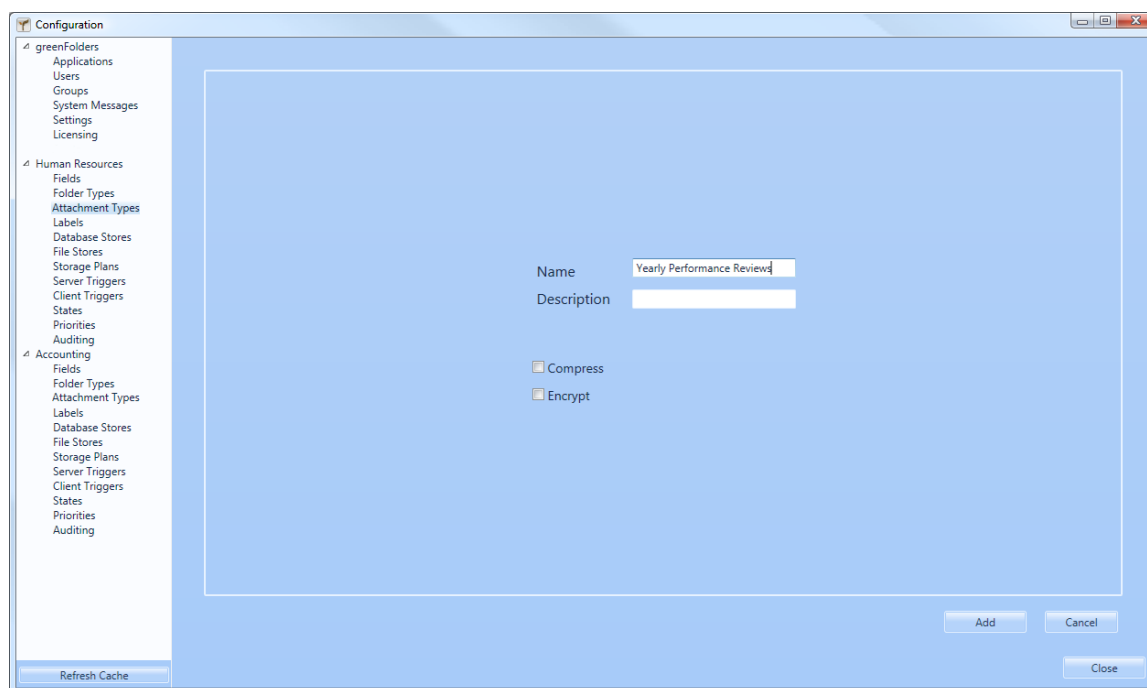 Configuration
greenFolders
Applications
Users
Groups
System Messages
Settings
Licensing
Human Resources
Fields
Folder Types
Attachment Types
Labels
Database Stores
File Stores
Storage Plans
Server Triggers
Client Triggers
States
Priorities
Auditing
Accounting
Fields
Folder Types
Attachment Types
Labels
Database Stores
File Stores
Storage Plans
Server Triggers
Client Triggers
States
Priorities
Auditing
Refresh Cache
Name Yearly Performance Reviews
Description
Compress
Encrypt
Add Cancel
Close